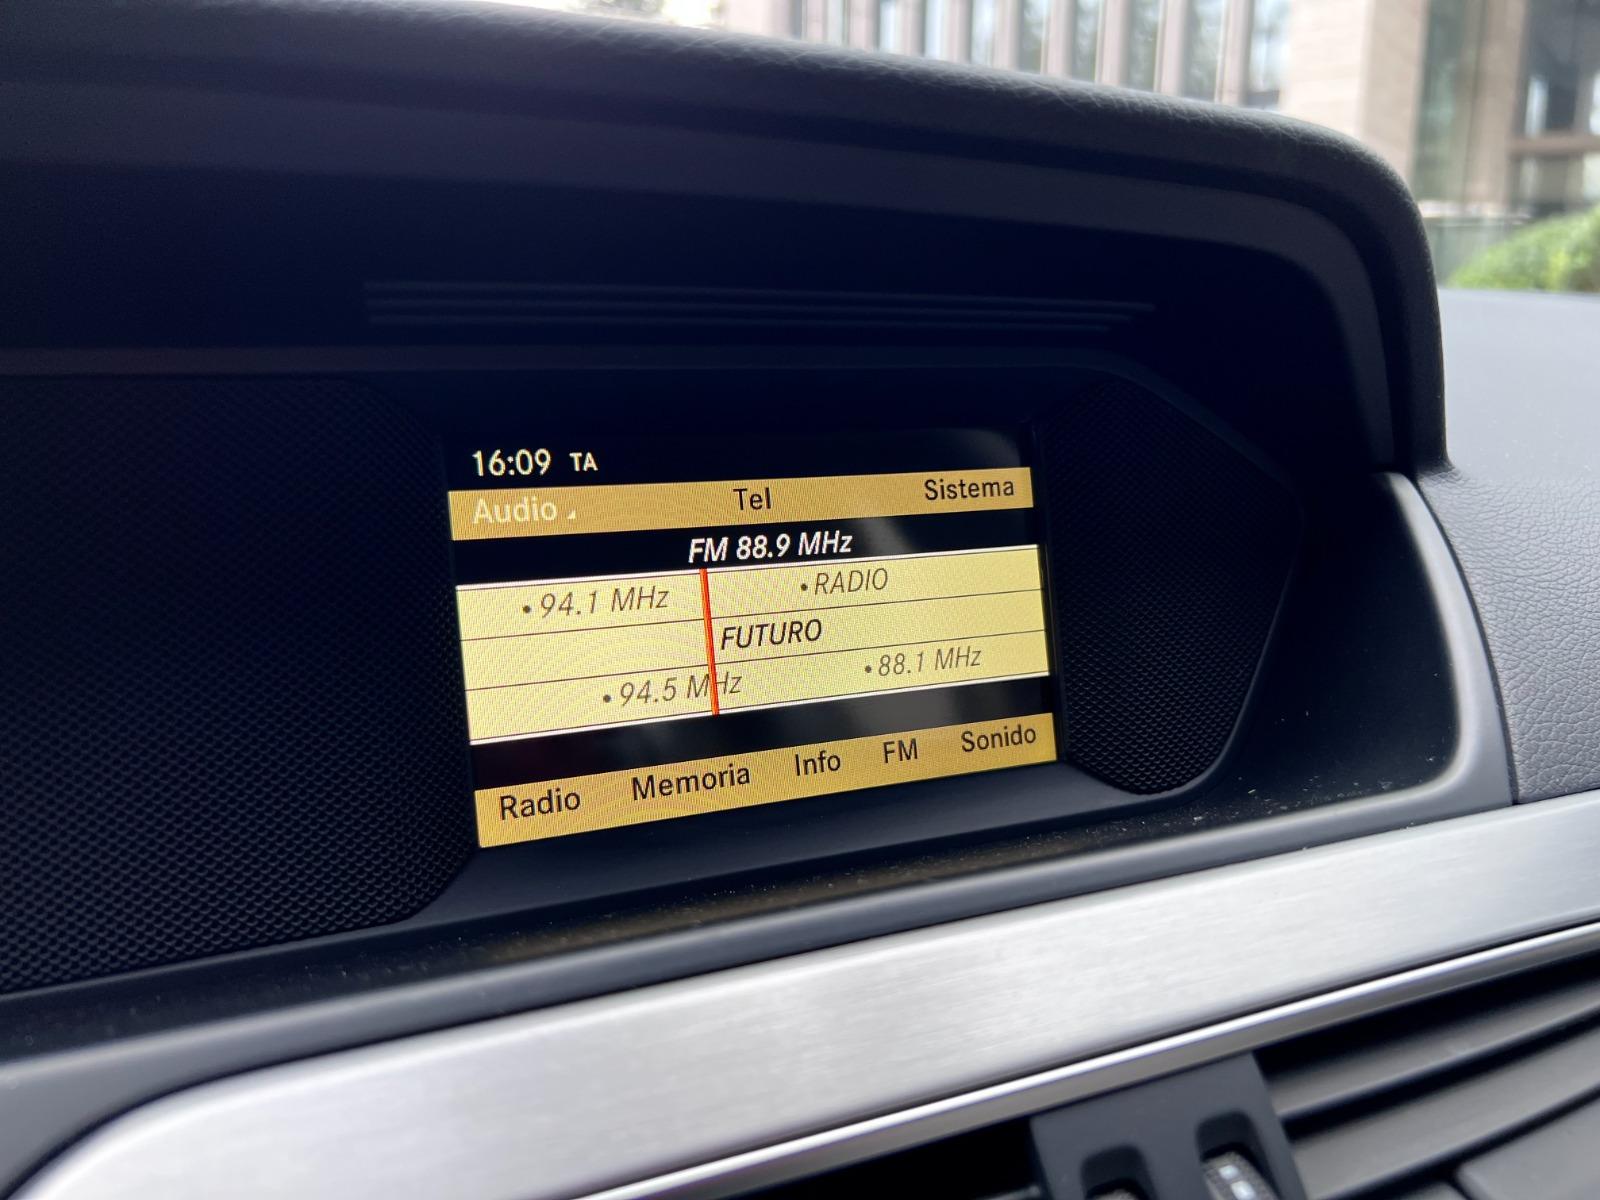 16:09 TA
Audio Tel Sistema
FM 88.9 MHz
• 94.1 MHz • RADIO
FUTURO
• 94.5 MHz • 88.1 MHz
Radio Memoria Info FM Sonido